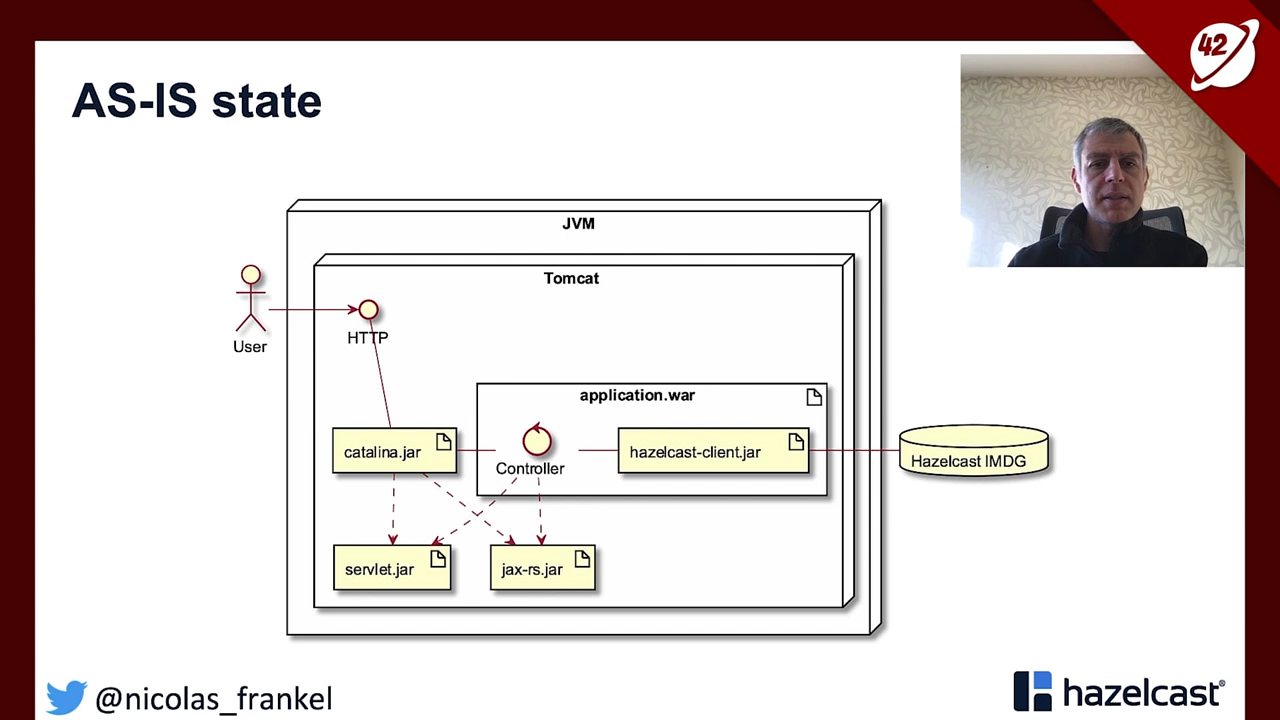 42
AS-IS state
JVM
Tomcat
User
HTTP
application.war
catalina.jar
Controller
hazelcast-client.jar
Hazelcast IMDG
servlet.jar
jax-rs.jar
@nicolas_frankel
hazelcast®